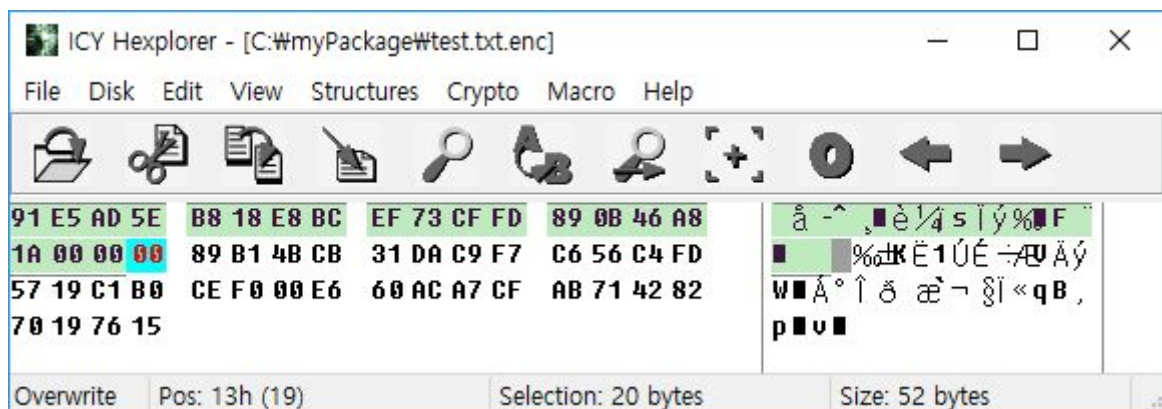 ICY Hexplorer - [C:₩myPackage₩test.txt.enc]
File Disk Edit View Structures Crypto Macro Help
91 E5 AD 5E B8 18 E8 BC EF 73 CF FD 89 0B 46 A8
1A 00 00 00 89 B1 4B CB 31 DA C9 F7 C6 56 C4 FD
57 19 C1 B0 CE F0 00 E6 60 AC A7 CF AB 71 42 82
70 19 76 15
Overwrite Pos: 13h (19) Selection: 20 bytes Size: 52 bytes